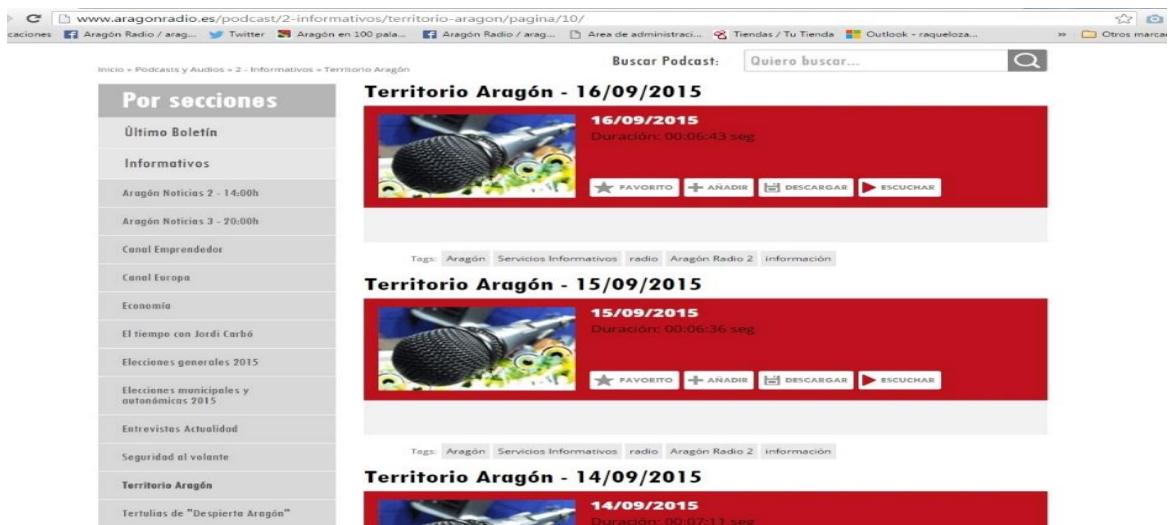 www.aragonradio.es/podcast/2-informativos/territorio-aragon/pagina/10/
caciones Aragón Radio / arag... Twitter Aragón en 100 pala... Aragón Radio / arag... Area de administraci... Tiendas / Tu Tienda Outlook - raqueloza... » Otros marca
Inicio » Podcasts y Audios » 2 - Informativos » Territorio Aragón
Buscar Podcast: Quiero buscar...
Por secciones
Último Boletín
Informativos
Aragón Noticias 2 - 14:00h
Aragón Noticias 3 - 20:00h
Canal Emprendedor
Canal Europa
Economía
El tiempo con Jordi Carbó
Elecciones generales 2015
Elecciones municipales y
autonómicas 2015
Entrevistas Actualidad
Seguridad al volante
Territorio Aragón
Tertulias de "Despierta Aragón"
Territorio Aragón - 16/09/2015
16/09/2015
Duración: 00:06:43 seg
FAVORITO AÑADIR DESCARGAR ESCUCHAR
Tags: Aragón Servicios Informativos radio Aragón Radio 2 información
Territorio Aragón - 15/09/2015
15/09/2015
Duración: 00:06:36 seg
FAVORITO AÑADIR DESCARGAR ESCUCHAR
Tags: Aragón Servicios Informativos radio Aragón Radio 2 información
Territorio Aragón - 14/09/2015
14/09/2015
Duración: 00:07:11 seg